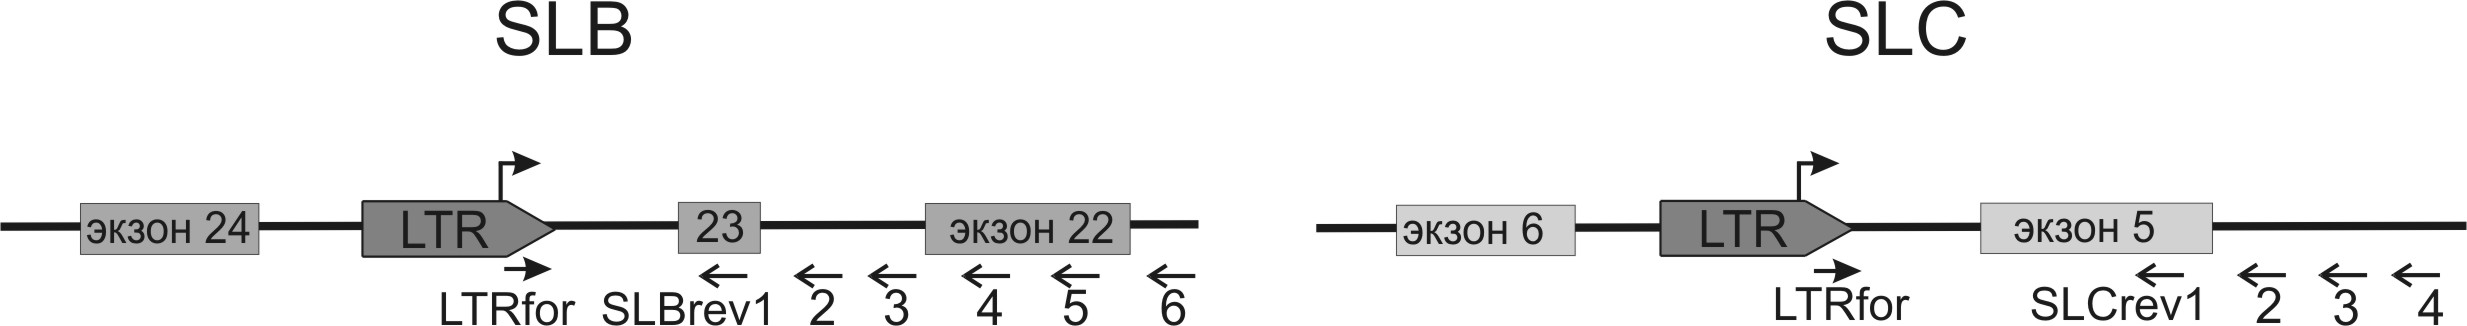 SLB
SLC
экзон 24
LTR
23
экзон 22
экзон 6
LTR
экзон 5
LTRfor
SLBrev1
2
3
4
5
6
LTRfor
SLCrev1
2
3
4